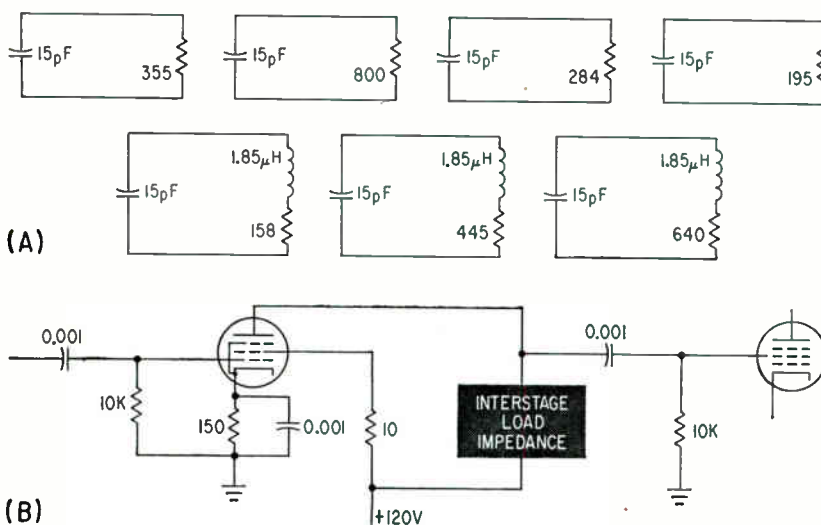 15pF
355
15pF
800
15pF
284
15pF
195
1.85μH
15pF
158
1.85μH
15pF
445
1.85μH
15pF
640
(A)
0.001
10K
150
0.001
10
INTERSTAGE
LOAD
IMPEDANCE
0.001
10K
+120V
(B)